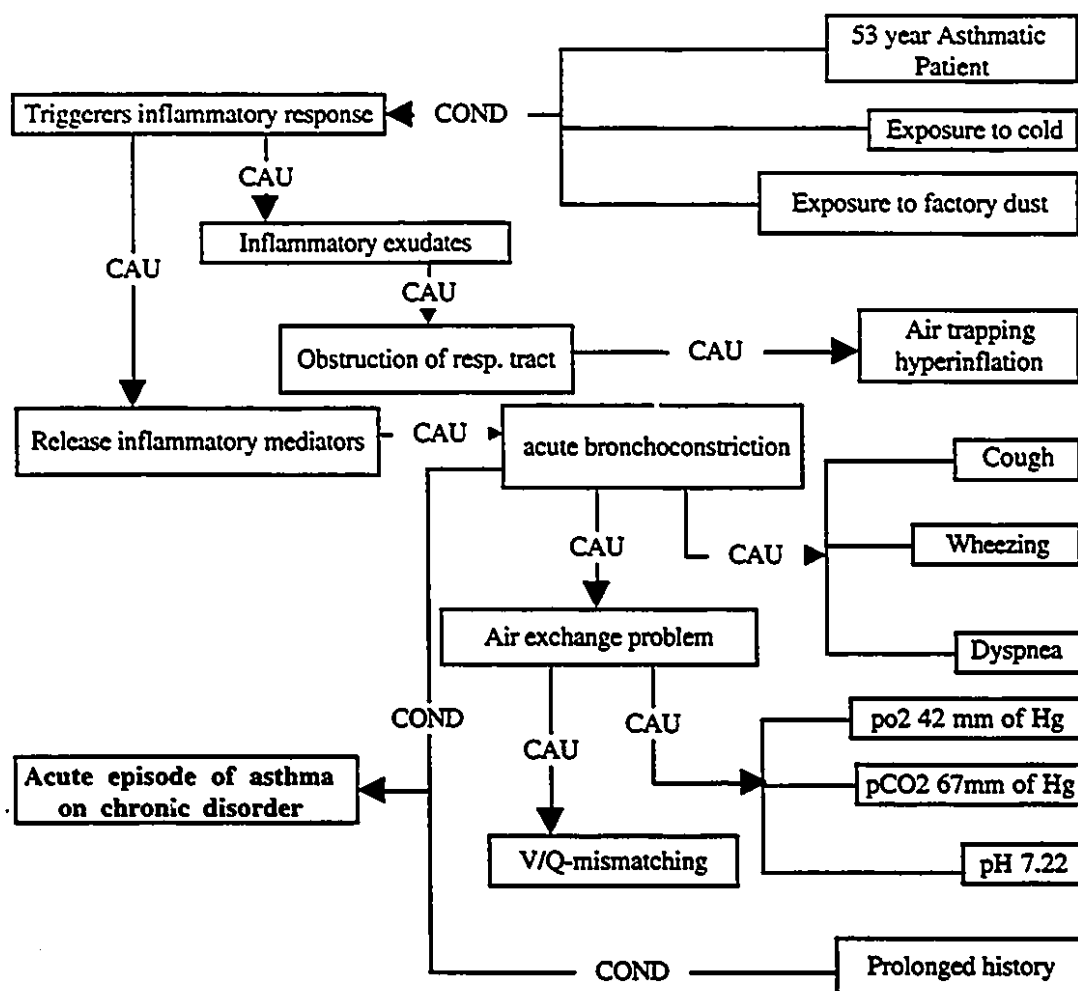 53 year Asthmatic
Patient
Triggerers inflammatory response
COND
Exposure to cold
CAU
Exposure to factory dust
Inflammatory exudates
CAU
CAU
Obstruction of resp. tract
CAU
Air trapping
hyperinflation
Release inflammatory mediators
CAU
acute bronchoconstriction
Cough
CAU
CAU
Wheezing
Air exchange problem
Dyspnea
COND
CAU
po2 42 mm of Hg
CAU
Acute episode of asthma
on chronic disorder
pCO2 67mm of Hg
V/Q-mismatching
pH 7.22
COND
Prolonged history